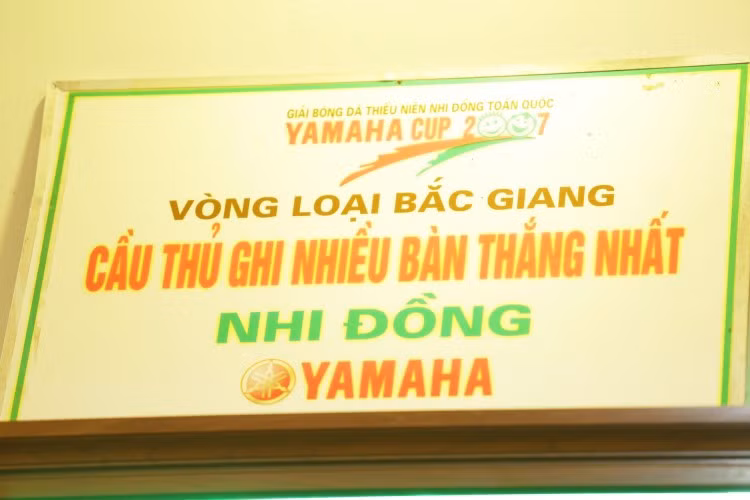 GIẢI BÓNG ĐÁ THIẾU NIÊN NHI ĐỒNG TOÀN QUỐC
YAMAHA CUP 2007
VÒNG LOẠI BẮC GIANG
CẦU THỦ GHI NHIỀU BÀN THẮNG NHẤT
NHI ĐỒNG
YAMAHA